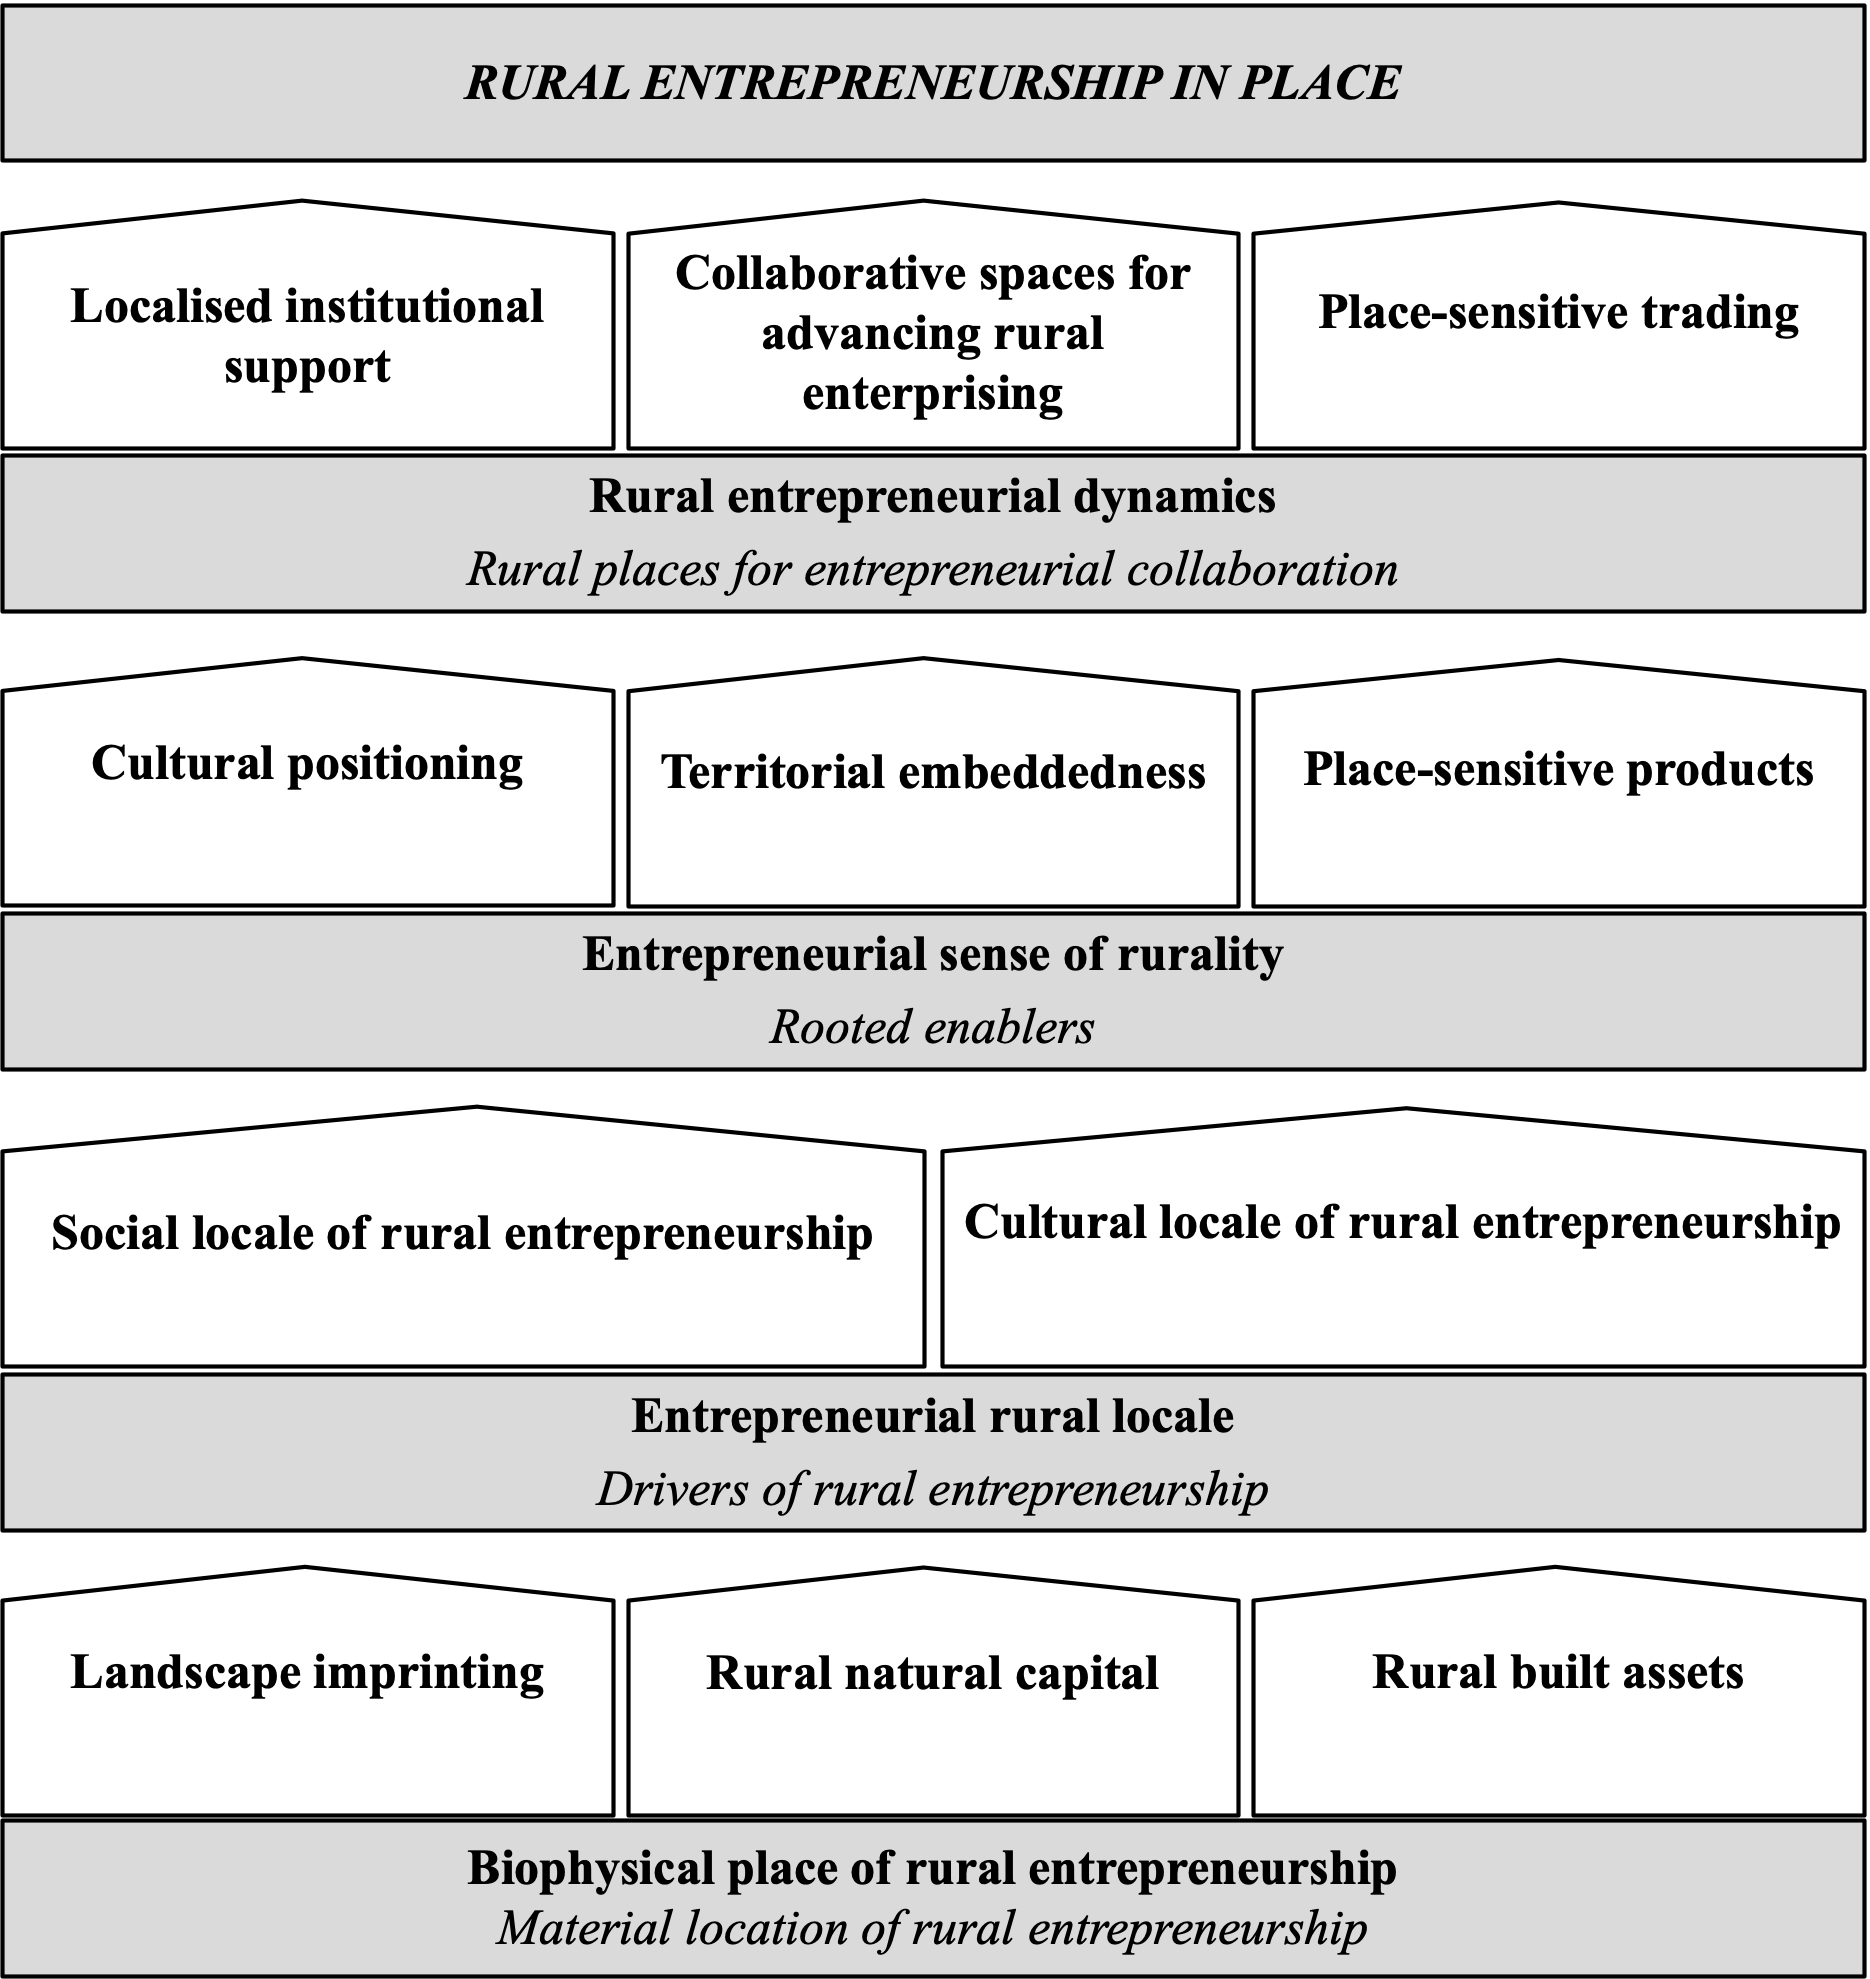 RURAL ENTREPRENEURSHIP IN PLACE
Localised institutional
support
Collaborative spaces for
advancing rural
enterprising
Place-sensitive trading
Rural entrepreneurial dynamics
Rural places for entrepreneurial collaboration
Cultural positioning
Territorial embeddedness
Place-sensitive products
Entrepreneurial sense of rurality
Rooted enablers
Social locale of rural entrepreneurship
Cultural locale of rural entrepreneurship
Entrepreneurial rural locale
Drivers of rural entrepreneurship
Landscape imprinting
Rural natural capital
Rural built assets
Biophysical place of rural entrepreneurship
Material location of rural entrepreneurship